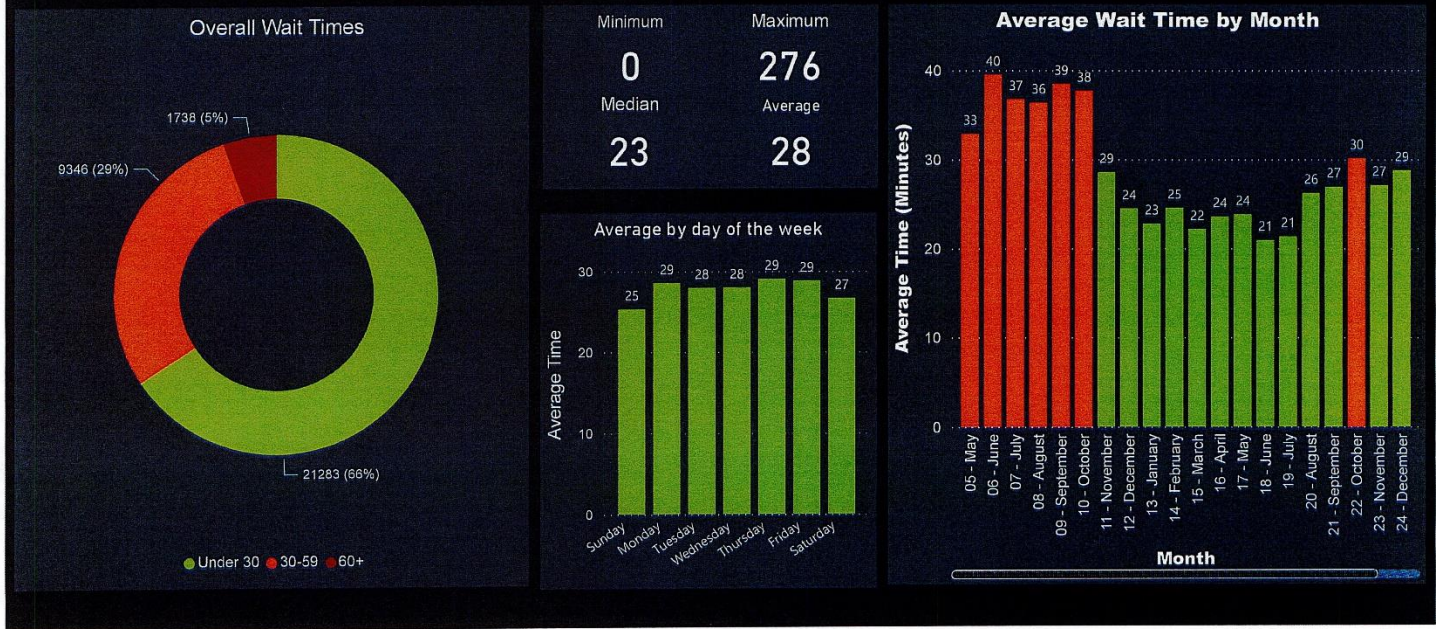 Overall Wait Times
1738 (5%)
9346 (29%)
21283 (66%)
Under 30 30-59 60+
Minimum Maximum
0 276
Median Average
23 28
Average by day of the week
Average Time
30
20
10
0
25 29 28 28 29 29 27
Sunday Monday Tuesday Wednesday Thursday Friday Saturday
Average Wait Time by Month
Average Time (Minutes)
40
30
20
10
0
33 40 37 36 39 38 29 24 23 25 22 24 24 21 21 26 27 30 27 29
05 - May
06 - June
07 - July
08 - August
09 - September
10 - October
11 - November
12 - December
13 - January
14 - February
15 - March
16 - April
17 - May
18 - June
19 - July
20 - August
21 - September
22 - October
23 - November
24 - December
Month